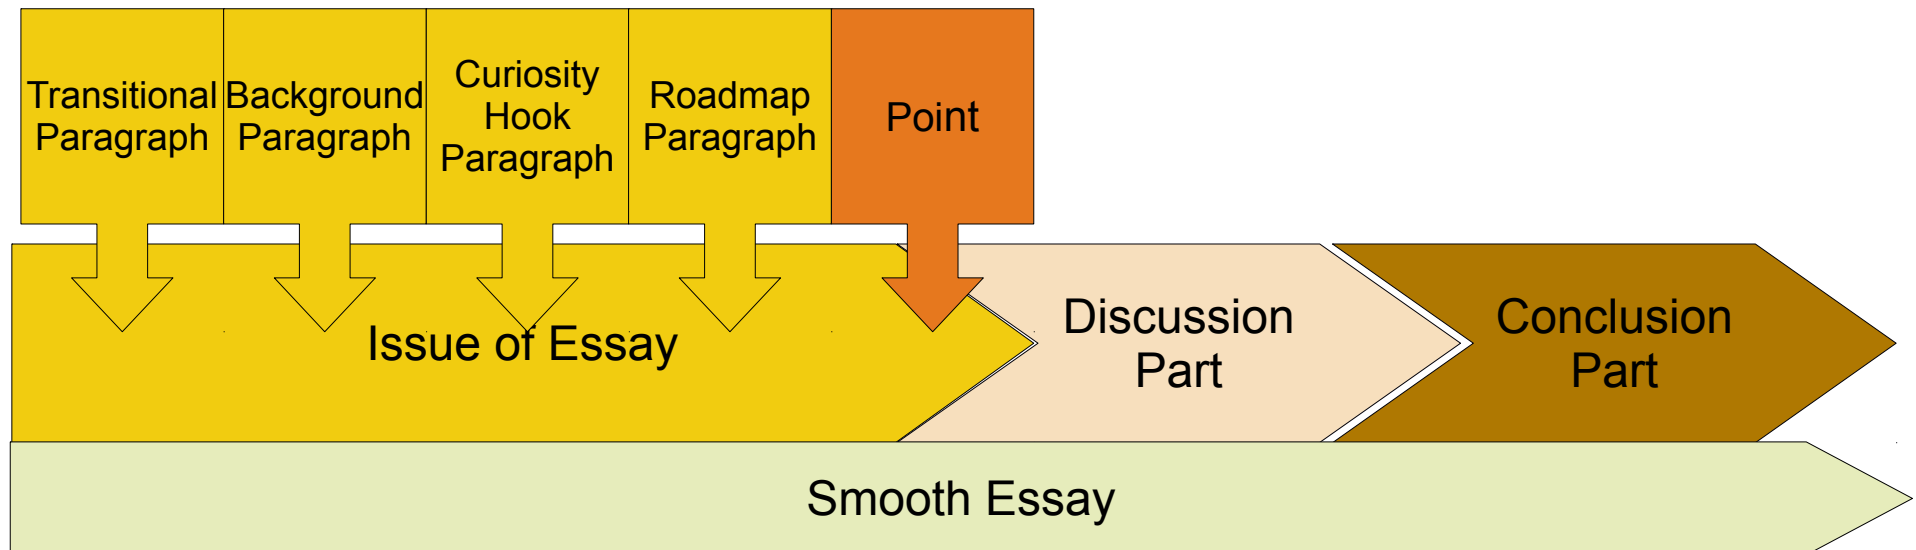 Transitional
Paragraph
Background
Paragraph
Curiosity
Hook
Paragraph
Roadmap
Paragraph
Point
Issue of Essay
Discussion
Part
Conclusion
Part
Smooth Essay